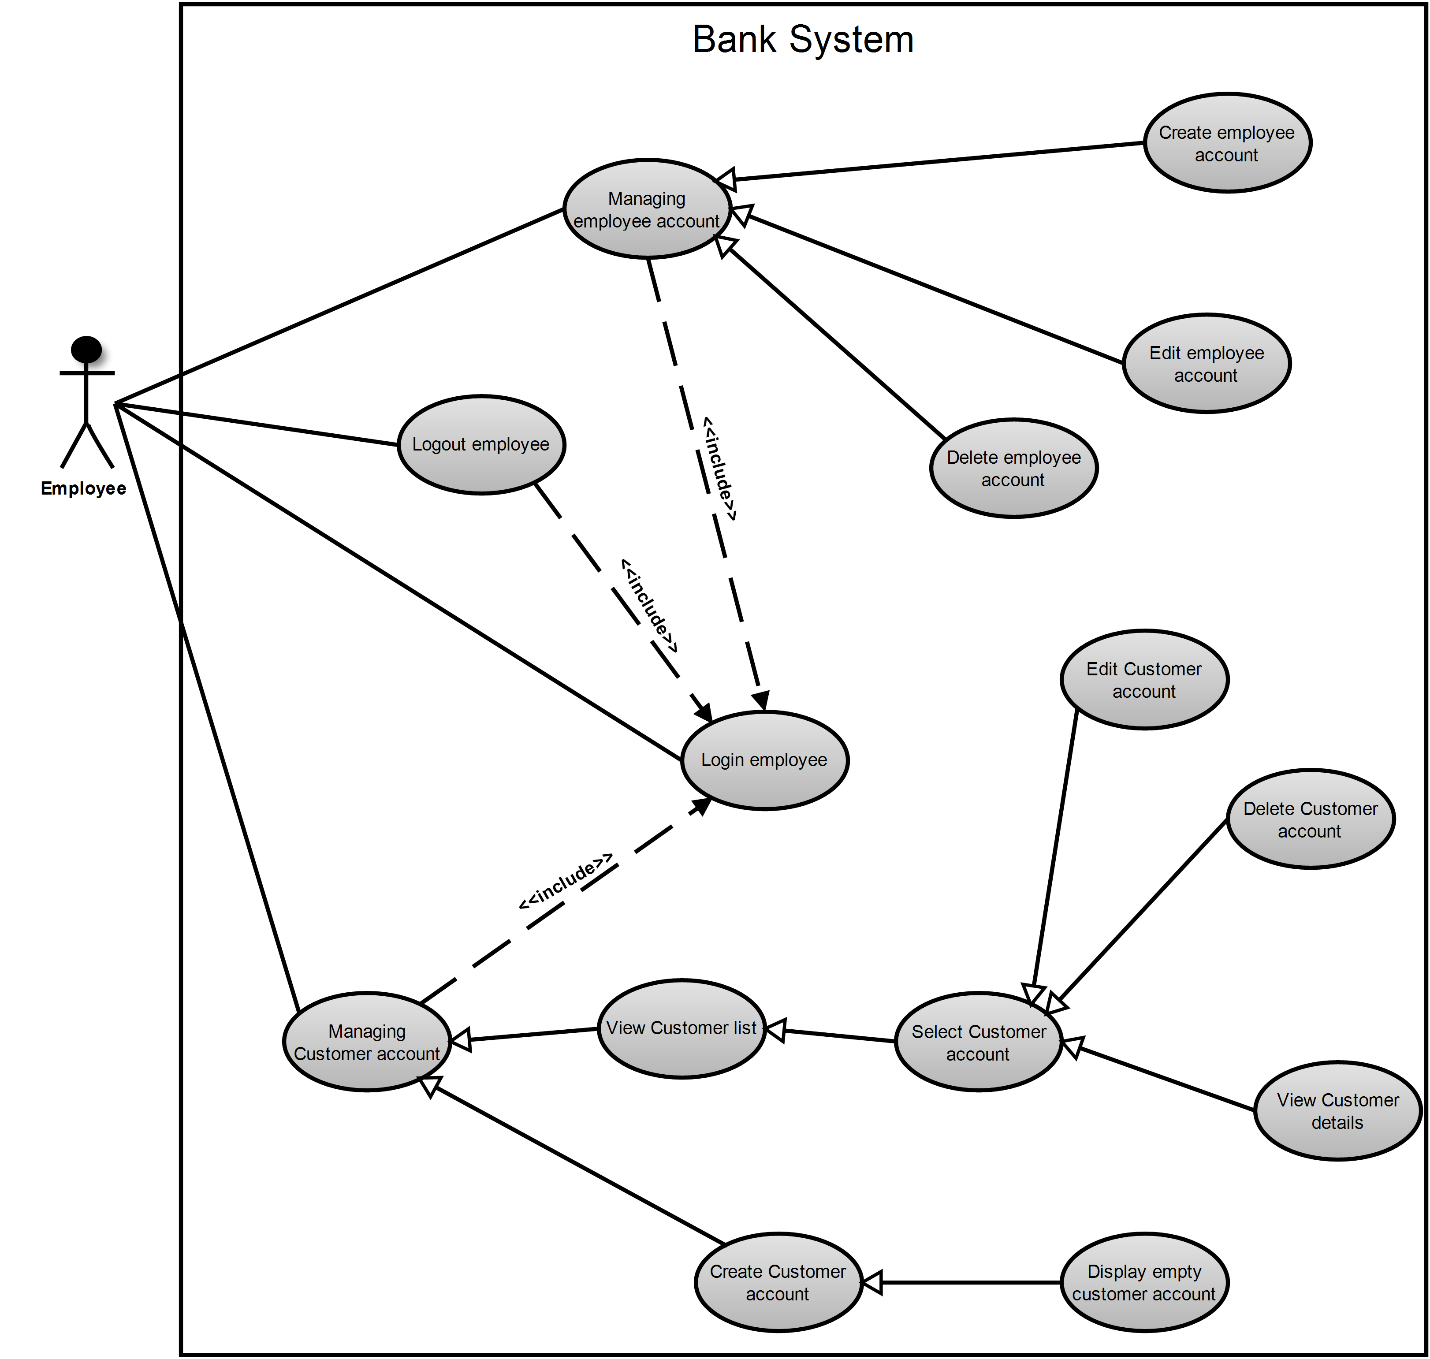 Bank System
Create employee
account
Managing
employee account
Edit employee
account
Logout employee
Delete employee
account
Employee
<<include>>
<<include>>
Edit Customer
account
Login employee
Delete Customer
account
<<include>>
Managing
Customer account
View Customer list
Select Customer
account
View Customer
details
Create Customer
account
Display empty
customer account